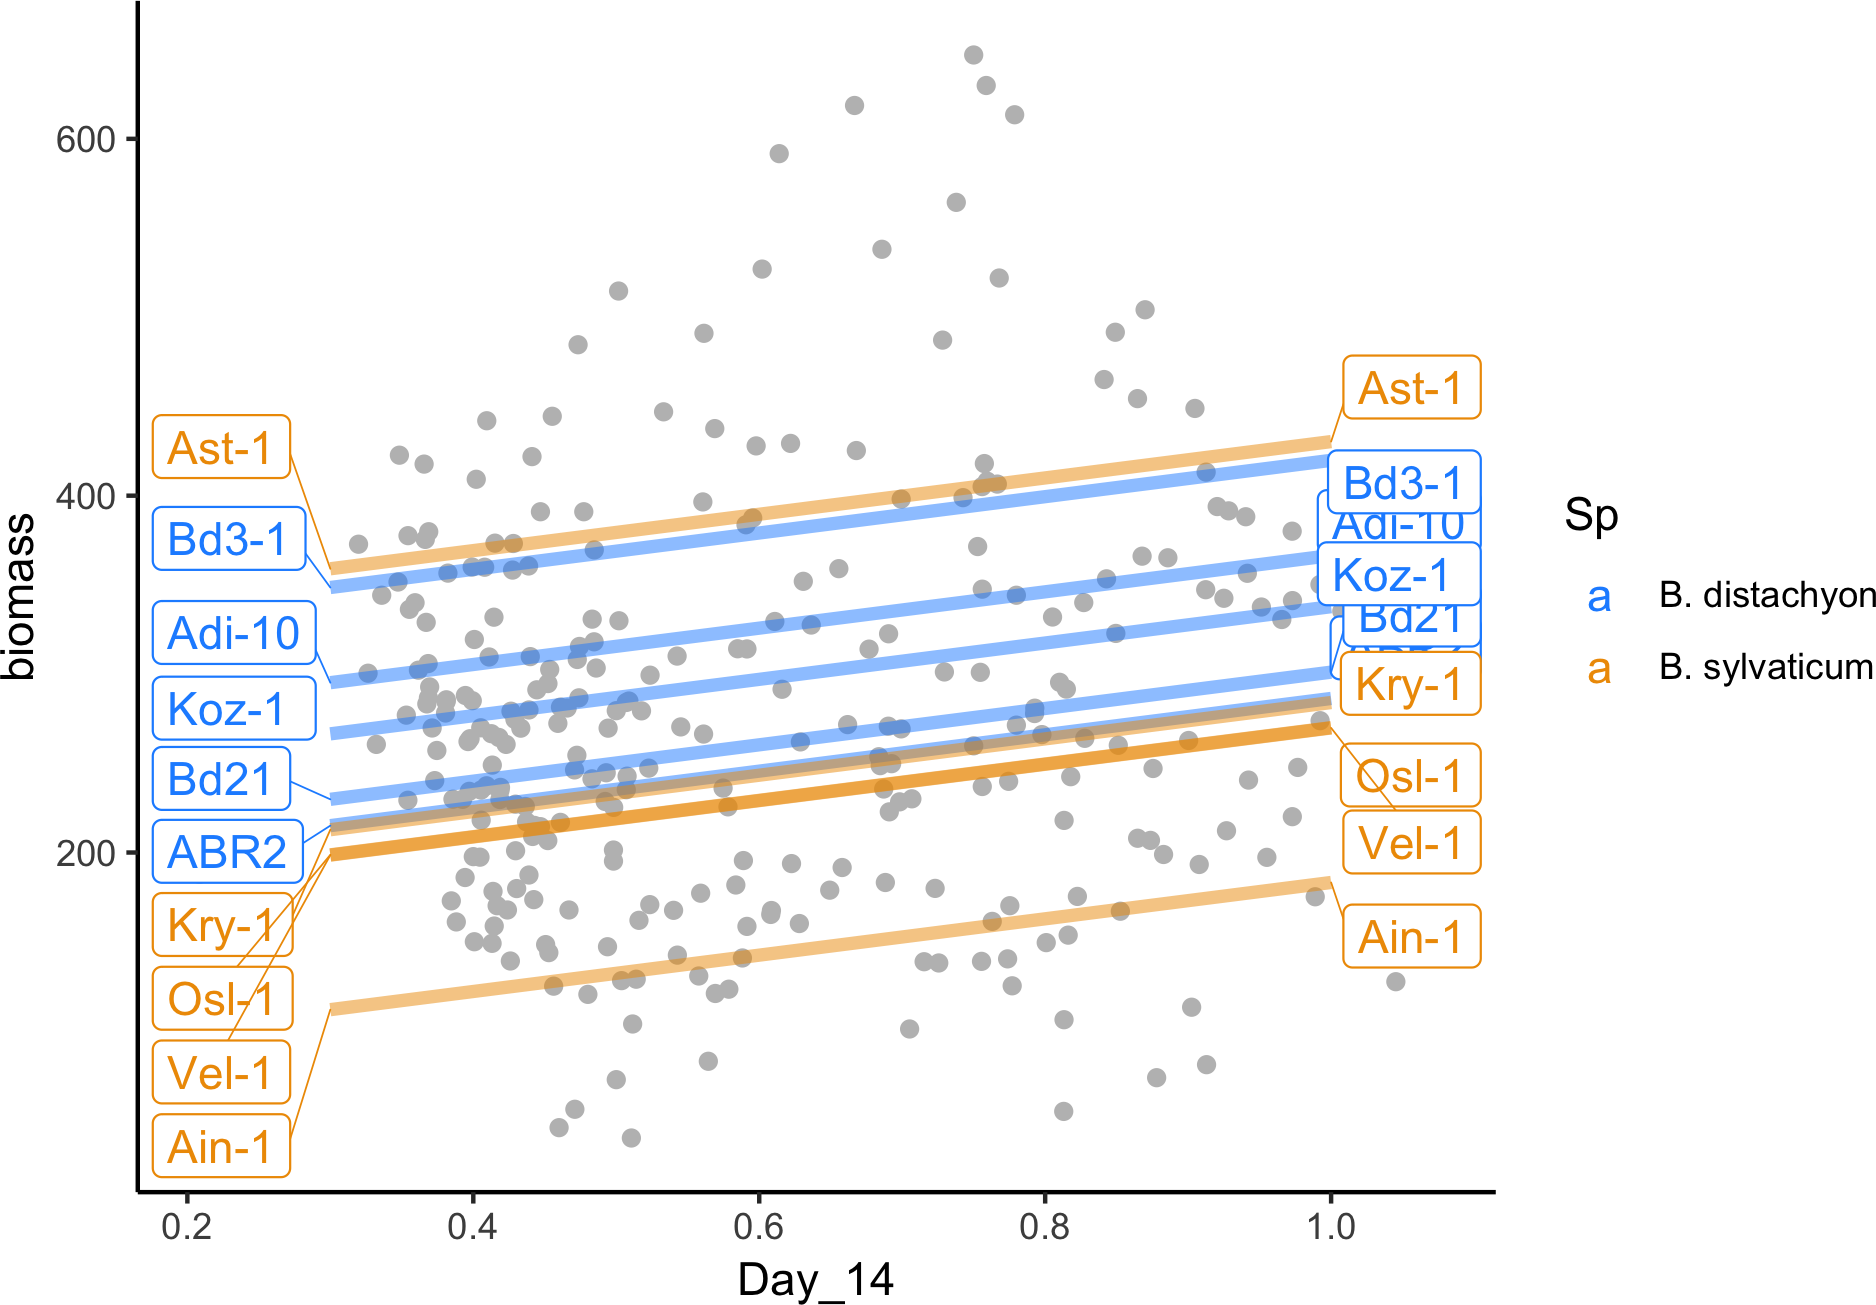 600
400
200
biomass
Ast-1
Bd3-1
Adi-10
Koz-1
Bd21
ABR2
Kry-1
Osl-1
Vel-1
Ain-1
Ast-1
Bd3-1
Adi-10
Koz-1
Bd21
Kry-1
Osl-1
Vel-1
Ain-1
0.2 0.4 0.6 0.8 1.0
Day_14
Sp
a B. distachyon
a B. sylvaticum